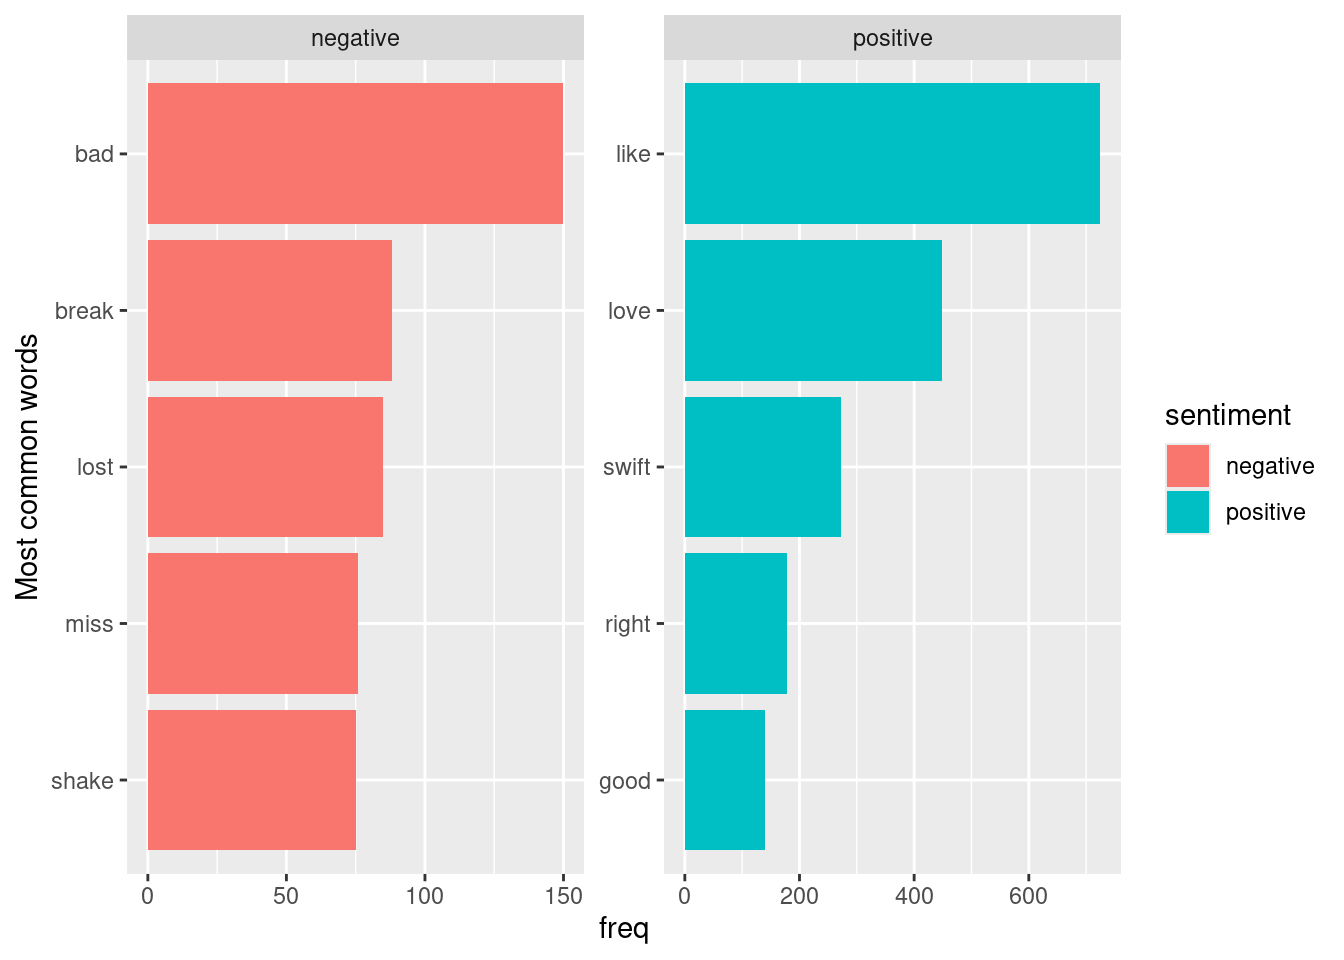 negative
positive
bad
break
lost
miss
shake
like
love
swift
right
good
Most common words
0 50 100 150
0 200 400 600
freq
sentiment
negative
positive